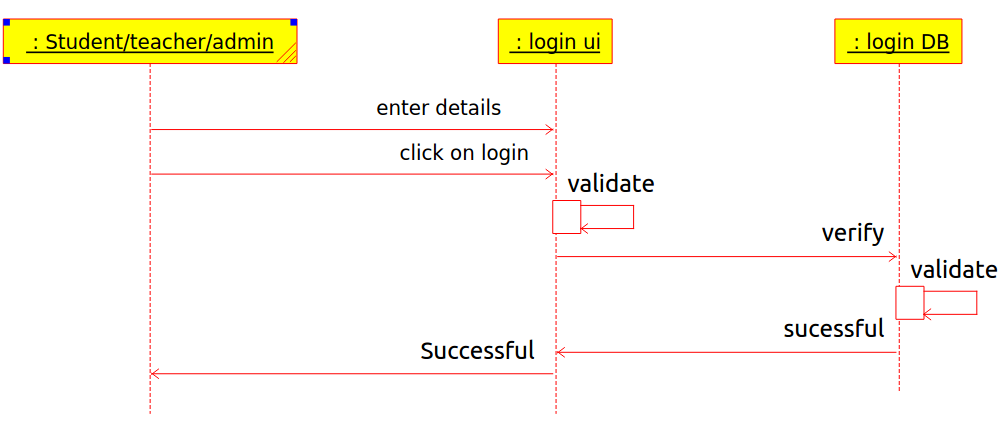 : Student/teacher/admin
: login ui
: login DB
enter details
click on login
validate
verify
validate
sucessful
Successful